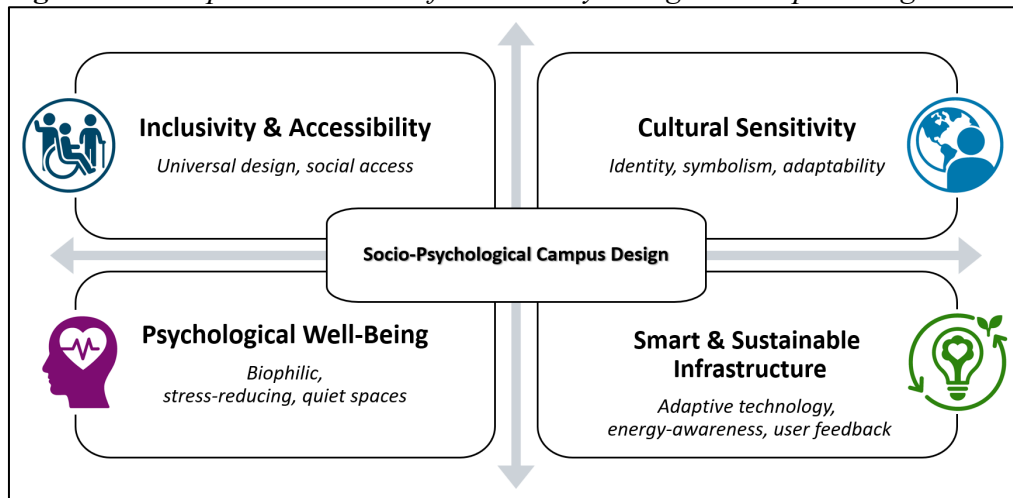 Inclusivity & Accessibility
Universal design, social access
Cultural Sensitivity
Identity, symbolism, adaptability
Socio-Psychological Campus Design
Psychological Well-Being
Biophilic,
stress-reducing, quiet spaces
Smart & Sustainable
Infrastructure
Adaptive technology,
energy-awareness, user feedback